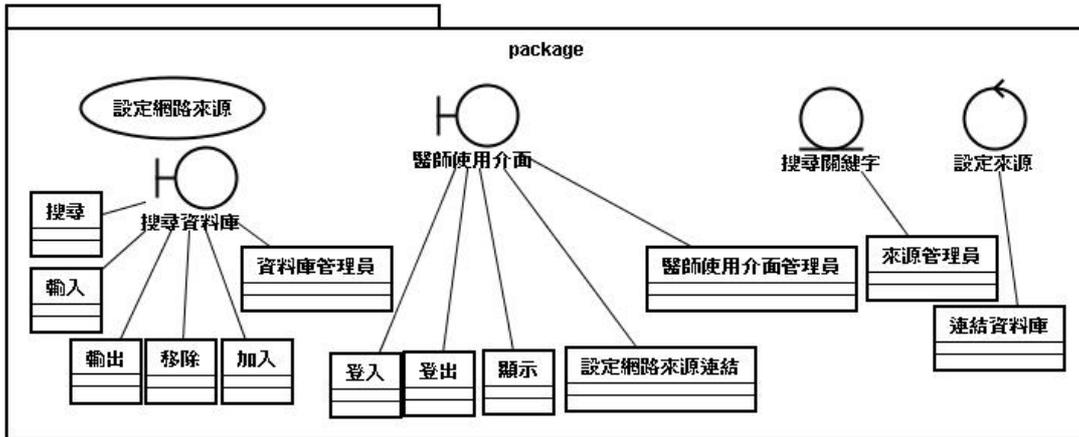 package
設定網路來源
醫師使用介面
搜尋關鍵字
設定來源
搜尋資料庫
搜尋
輸入
資料庫管理員
醫師使用介面管理員
來源管理員
連結資料庫
輸出
移除
加入
登入
登出
顯示
設定網路來源連結